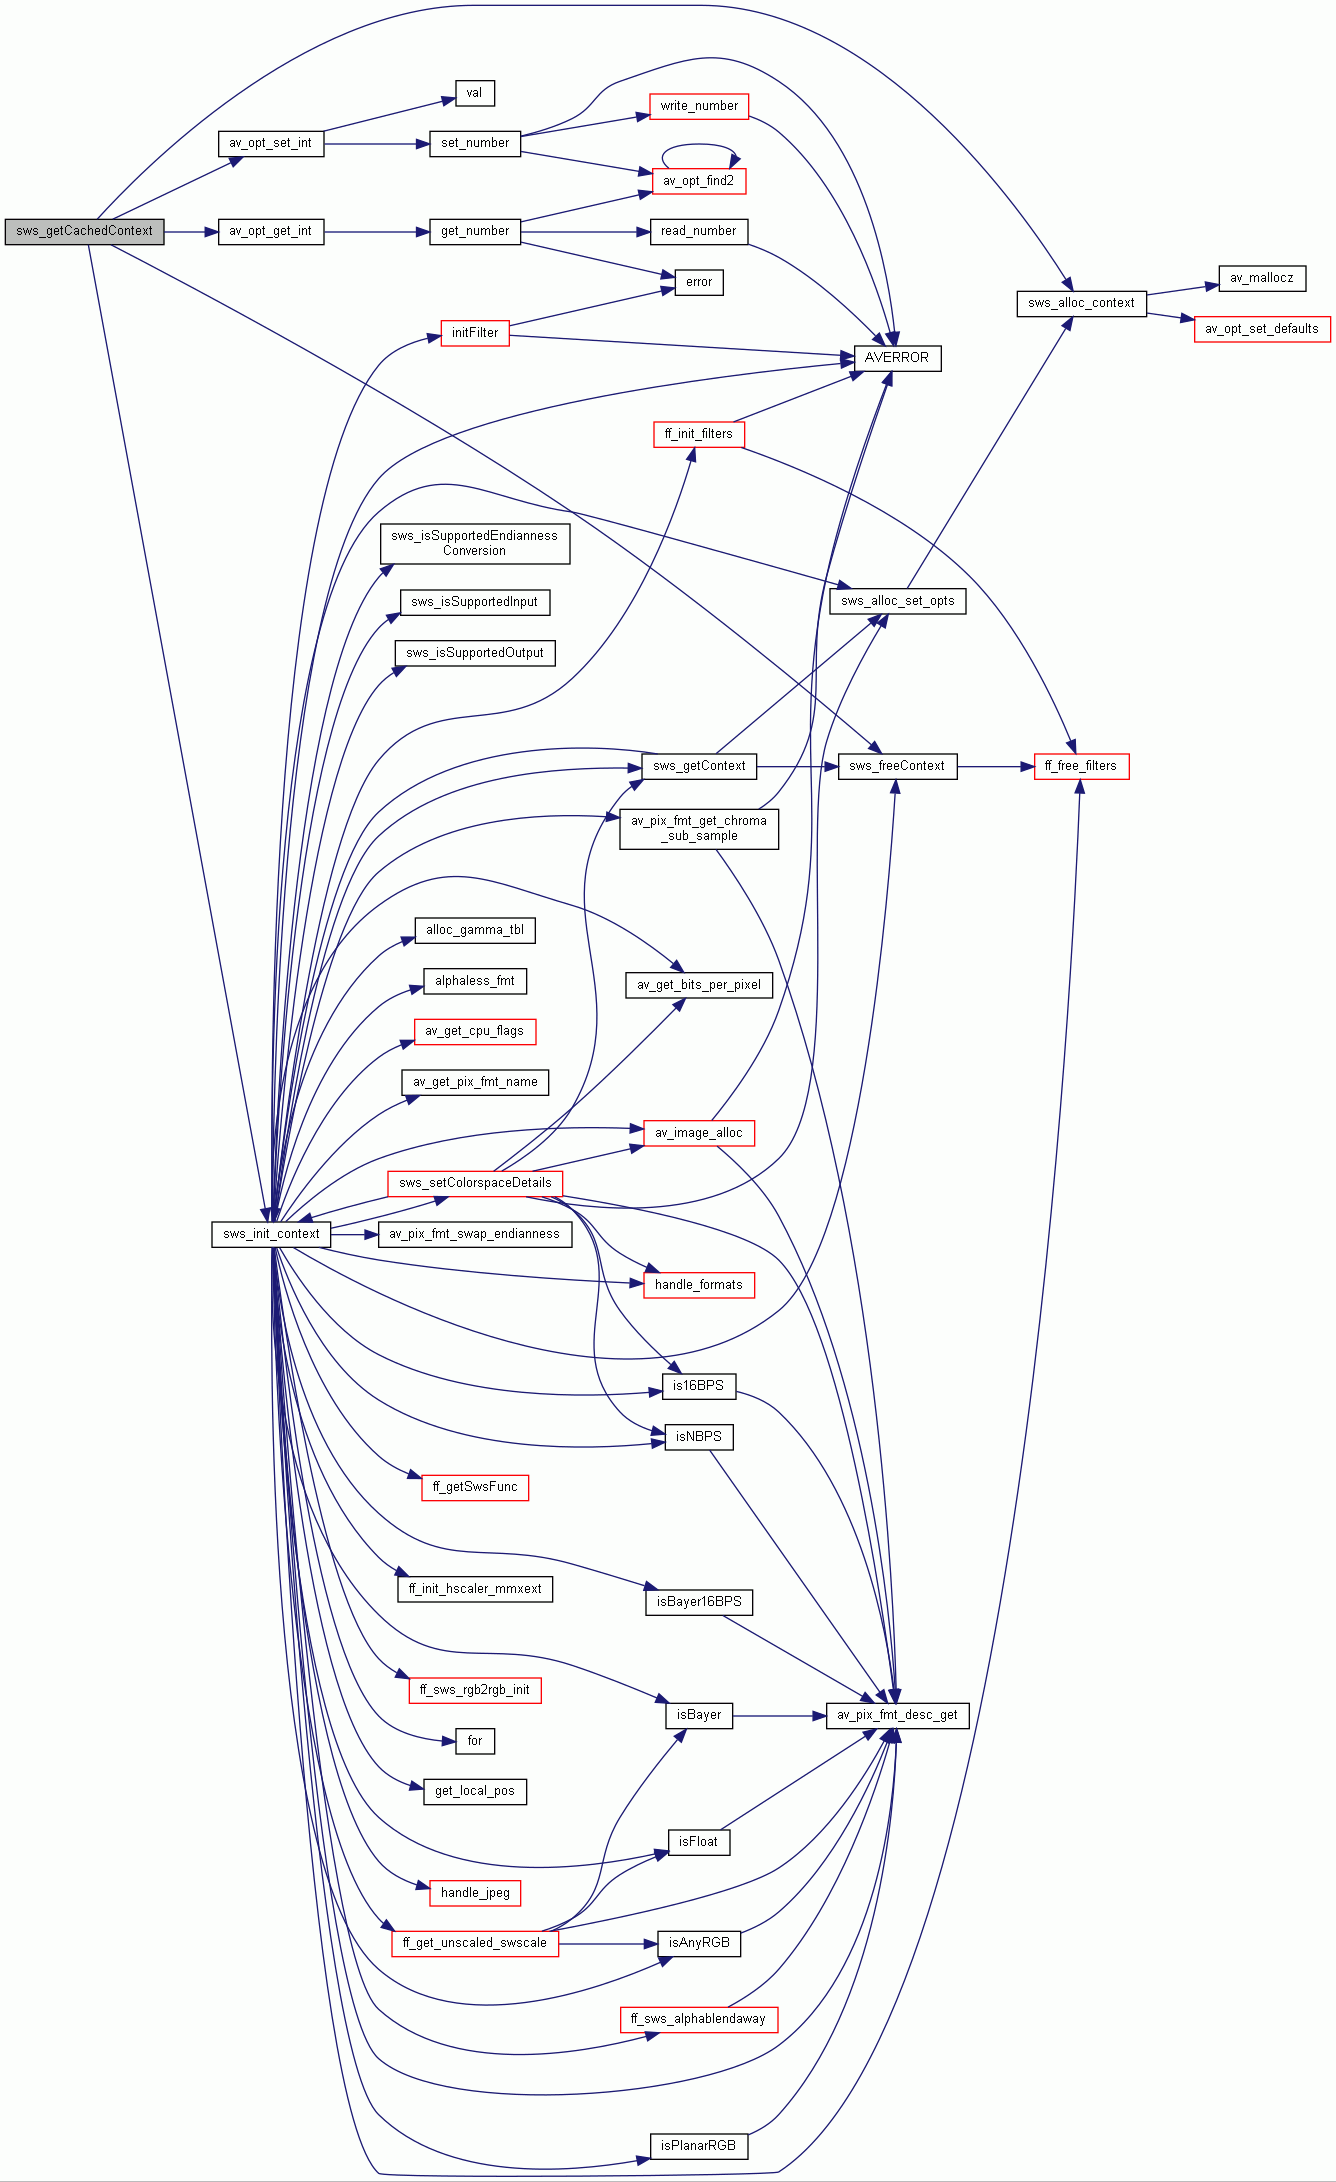 val
write_number
av_opt_set_int
set_number
av_opt_find2
sws_getCachedContext
av_opt_get_int
get_number
read_number
error
av_mallocz
sws_alloc_context
av_opt_set_defaults
initFilter
AVERROR
ff_init_filters
sws_isSupportedEndianness
Conversion
sws_isSupportedInput
sws_alloc_set_opts
sws_isSupportedOutput
sws_getContext
sws_freeContext
ff_free_filters
av_pix_fmt_get_chroma
_sub_sample
alloc_gamma_tbl
alphaless_fmt
av_get_bits_per_pixel
av_get_cpu_flags
av_get_pix_fmt_name
av_image_alloc
sws_setColorspaceDetails
sws_init_context
av_pix_fmt_swap_endianness
handle_formats
is16BPS
isNBPS
ff_getSwsFunc
ff_init_hscaler_mmxext
isBayer16BPS
ff_sws_rgb2rgb_init
isBayer
av_pix_fmt_desc_get
for
get_local_pos
isFloat
handle_jpeg
ff_get_unscaled_swscale
isAnyRGB
ff_sws_alphablendaway
isPlanarRGB